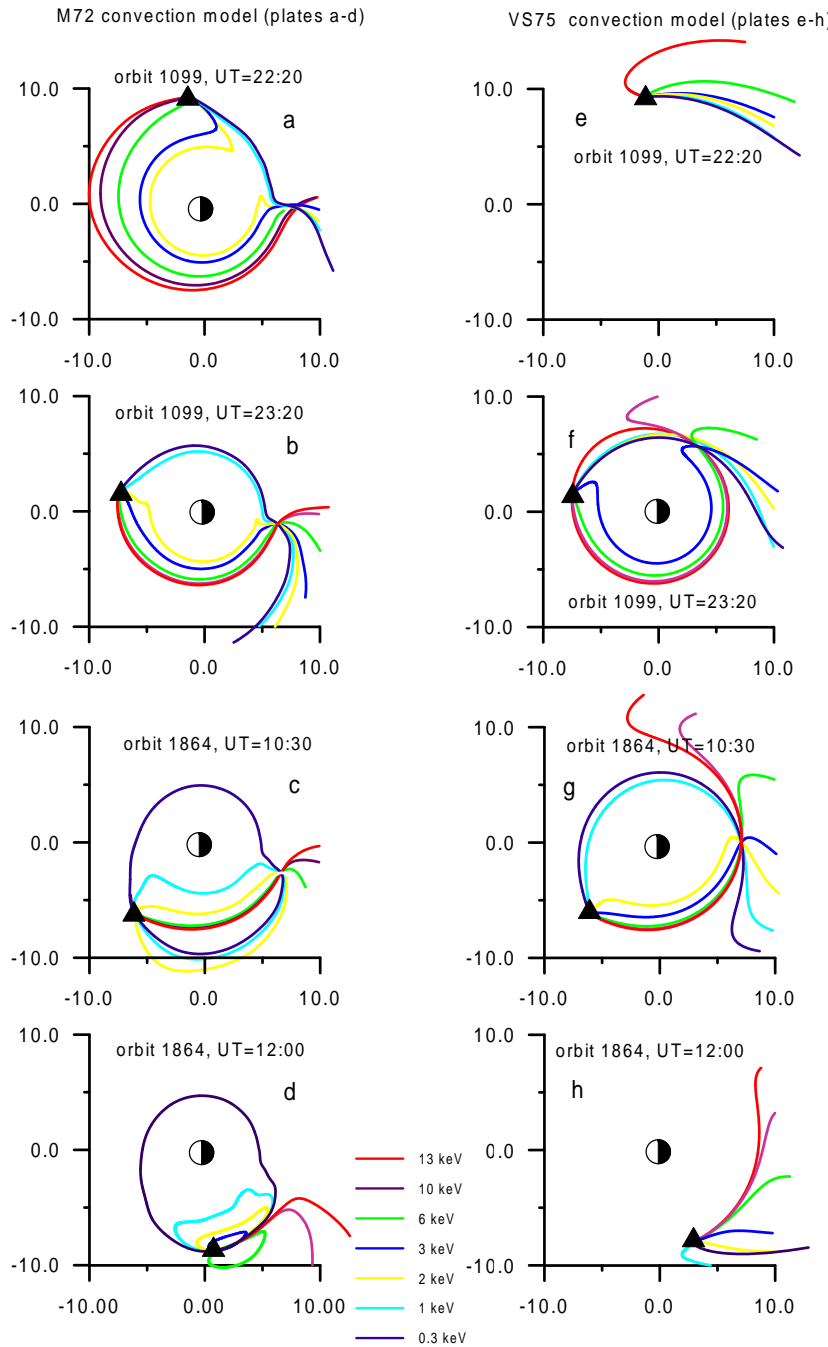 M72 convection model (plates a-d)
VS75 convection model (plates e-h)
10.0
orbit 1099, UT=22:20
a
0.0
-10.0
-10.0 0.0 10.0
10.0
e
orbit 1099, UT=22:20
0.0
-10.0
-10.0 0.0 10.0
10.0
orbit 1099, UT=23:20
b
0.0
-10.0
-10.0 0.0 10.0
10.0
f
0.0
orbit 1099, UT=23:20
-10.0
-10.0 0.0 10.0
10.0
orbit 1864, UT=10:30
c
0.0
-10.0
-10.0 0.0 10.0
10.0
orbit 1864, UT=10:30
g
0.0
-10.0
-10.0 0.0 10.0
10.0
orbit 1864, UT=12:00
d
0.0
-10.0
-10.00 0.00 10.00
13 keV
10 keV
6 keV
3 keV
2 keV
1 keV
0.3 keV
10.0
orbit 1864, UT=12:00
h
0.0
-10.0
-10.0 0.0 10.0